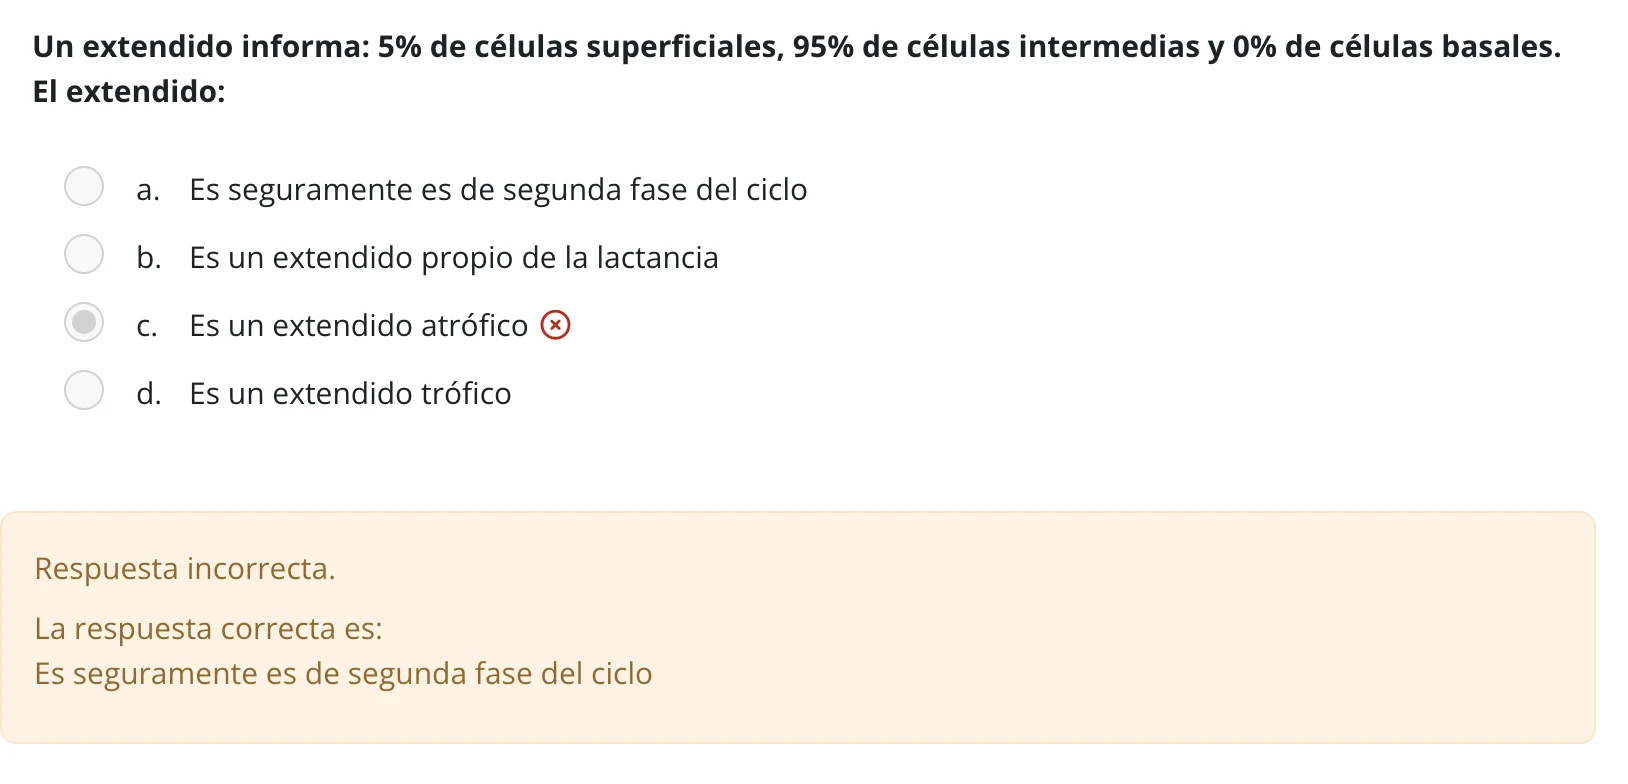 Un extendido informa: 5% de células superficiales, 95% de células intermedias y 0% de células basales.
El extendido:
a. Es seguramente es de segunda fase del ciclo
b. Es un extendido propio de la lactancia
c. Es un extendido atrófico
d. Es un extendido trófico
Respuesta incorrecta.
La respuesta correcta es:
Es seguramente es de segunda fase del ciclo